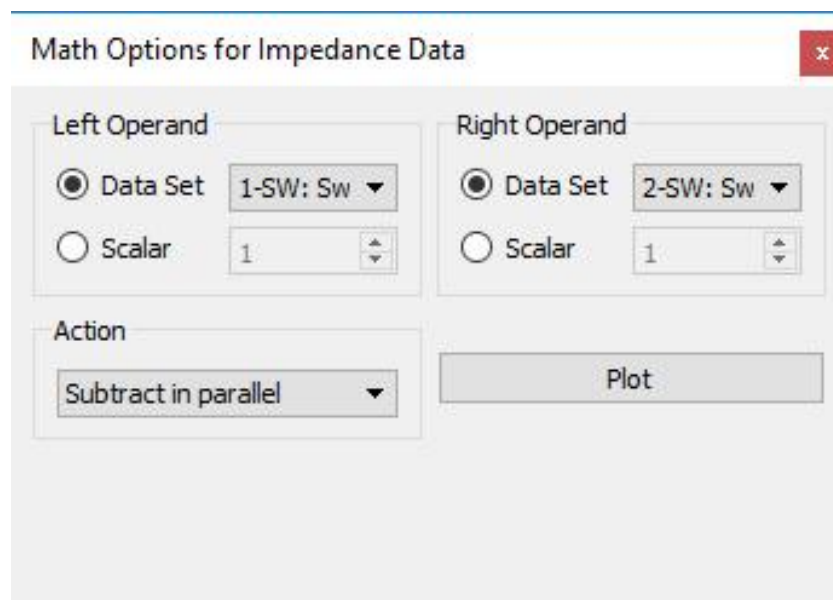 Math Options for Impedance Data
x
Left Operand
Data Set
1-SW: Sw
Scalar
1
Right Operand
Data Set
2-SW: Sw
Scalar
1
Action
Subtract in parallel
Plot